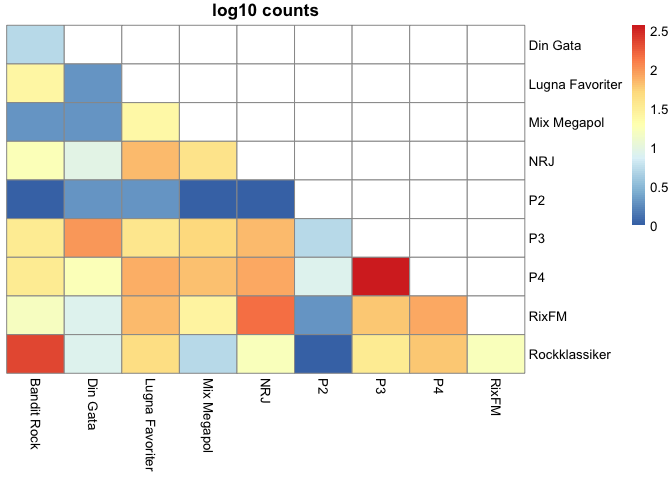 log10 counts
Din Gata
Lugna Favoriter
Mix Megapol
NRJ
P2
P3
P4
RixFM
Rockklassiker
Bandit Rock
Din Gata
Lugna Favoriter
Mix Megapol
NRJ
P2
P3
P4
RixFM
2.5
2
1.5
1
0.5
0